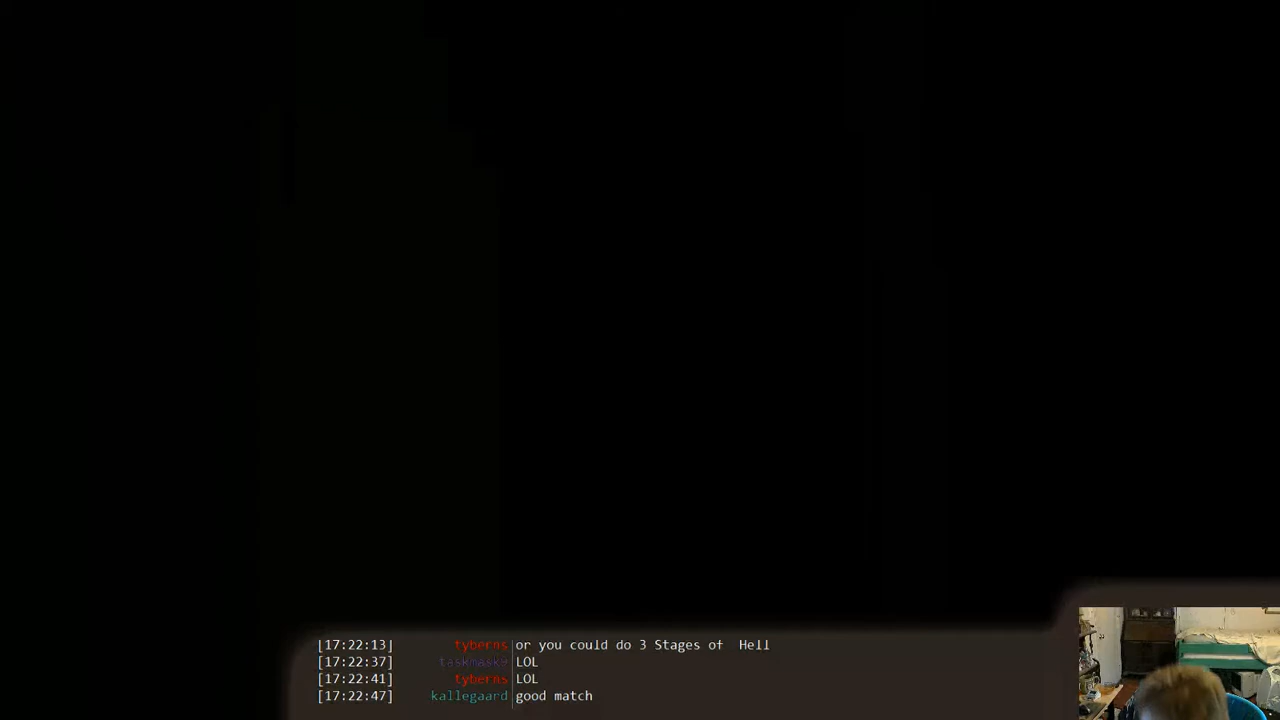 [17:22:13] tyberns or you could do 3 Stages of Hell
[17:22:37] taskmaske LOL
[17:22:41] tyberns LOL
[17:22:47] kallegaard good match